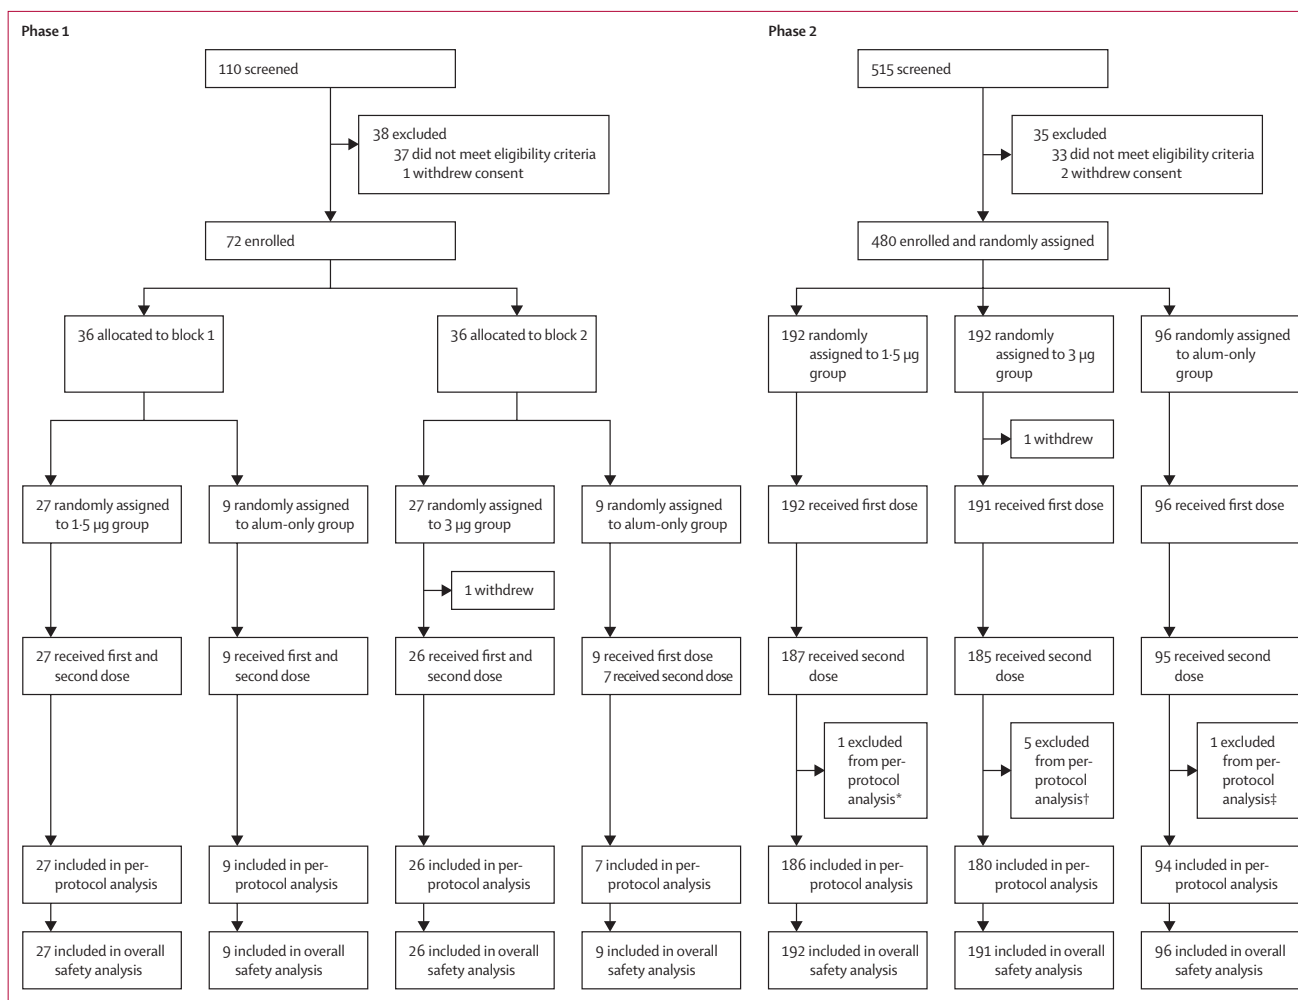 Phase 1
110 screened
38 excluded
37 did not meet eligibility criteria
1 withdrew consent
72 enrolled
36 allocated to block 1
36 allocated to block 2
27 randomly assigned
to 1·5 µg group
9 randomly assigned
to alum-only group
27 randomly assigned
to 3 µg group
9 randomly assigned
to alum-only group
1 withdrew
27 received first and
second dose
9 received first and
second dose
26 received first and
second dose
9 received first dose
7 received second dose
27 included in per-
protocol analysis
9 included in per-
protocol analysis
26 included in per-
protocol analysis
7 included in per-
protocol analysis
27 included in overall
safety analysis
9 included in overall
safety analysis
26 included in overall
safety analysis
9 included in overall
safety analysis
Phase 2
515 screened
35 excluded
33 did not meet eligibility criteria
2 withdrew consent
480 enrolled and randomly assigned
192 randomly
assigned to 1·5 µg
group
192 randomly
assigned to 3 µg
group
96 randomly assigned
to alum-only
group
1 withdrew
192 received first dose
191 received first dose
96 received first dose
187 received second
dose
185 received second
dose
95 received second
dose
1 excluded
from per-
protocol
analysis*
5 excluded
from per-
protocol
analysis†
1 excluded
from per-
protocol
analysis‡
186 included in per-
protocol analysis
180 included in per-
protocol analysis
94 included in per-
protocol analysis
192 included in overall
safety analysis
191 included in overall
safety analysis
96 included in overall
safety analysis